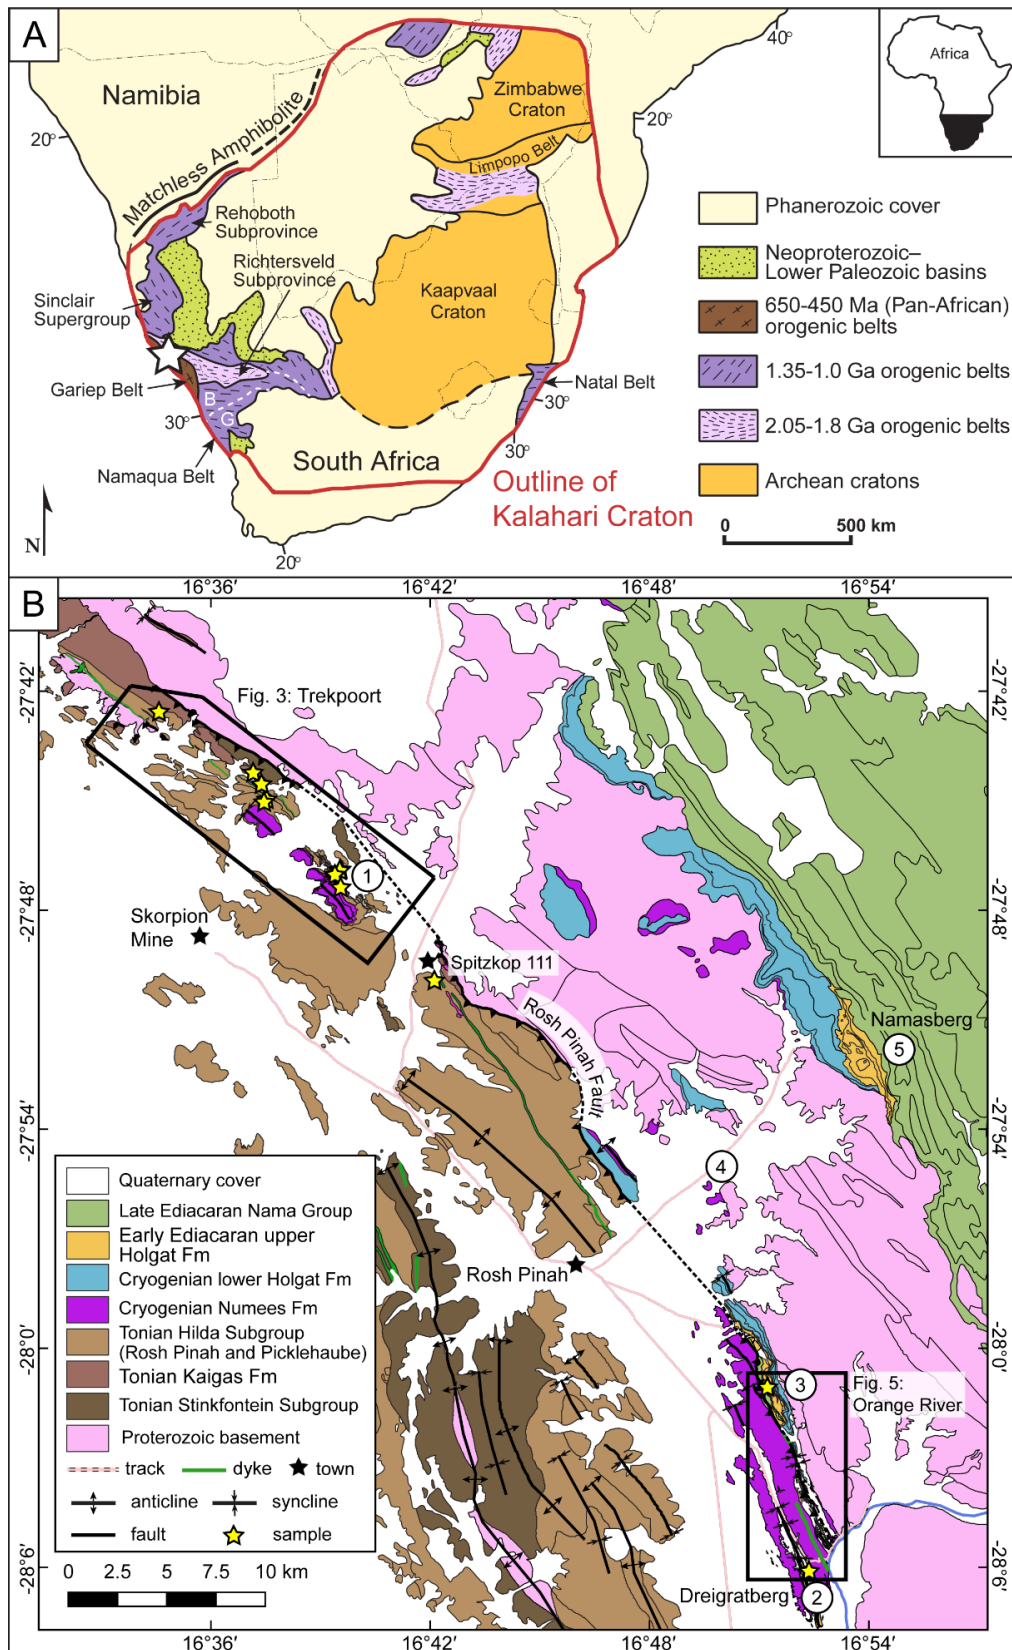 A
Namibia
Matchless Amphibolite
20°
Zimbabwe
Craton
Limpopo Belt
40°
20°
Africa
Rehoboth
Subprovince
Richtersveld
Subprovince
Sinclair
Supergroup
Kaapvaal
Craton
Gariep Belt
B
G
30°
Namaqua Belt
Natal Belt
30°
30°
South Africa
Outline of
Kalahari Craton
20°
N
Phanerozoic cover
Neoproterozoic–
Lower Paleozoic basins
650-450 Ma (Pan-African)
orogenic belts
1.35-1.0 Ga orogenic belts
2.05-1.8 Ga orogenic belts
Archean cratons
0 500 km
B
16°36' 16°42' 16°48' 16°54'
-27°42' -27°42'
Fig. 3: Trekpoort
1
-27°48' -27°48'
Skorpion
Mine
Spitzkop 111
Rosh Pinah Fault
Namasberg
5
-27°54' -27°54'
4
Rosh Pinah
-28°0' -28°0'
3
Fig. 5:
Orange River
Dreigratberg
2
-28°6' -28°6'
Quaternary cover
Late Ediacaran Nama Group
Early Ediacaran upper
Holgat Fm
Cryogenian lower Holgat Fm
Cryogenian Numees Fm
Tonian Hilda Subgroup
(Rosh Pinah and Picklehaube)
Tonian Kaigas Fm
Tonian Stinkfontein Subgroup
Proterozoic basement
track dyke town
anticline syncline
fault sample
0 2.5 5 7.5 10 km
16°36' 16°42' 16°48' 16°54'